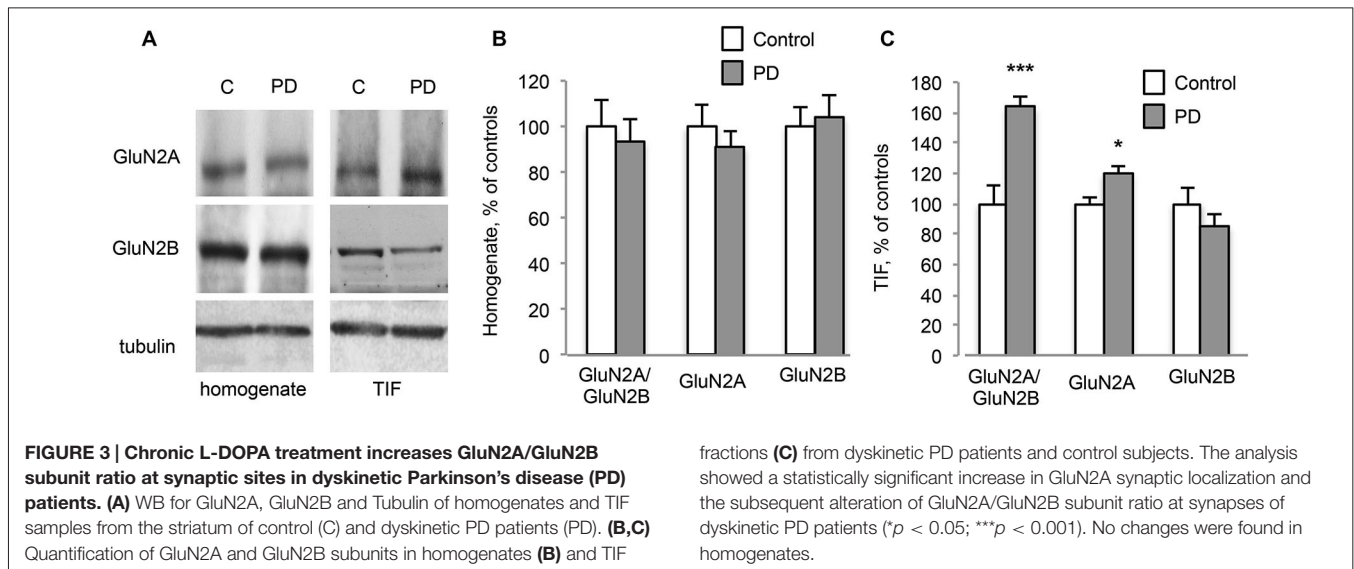 A
C PD C PD
GluN2A
GluN2B
tubulin
homogenate TIF
B
Control
PD
Homogenate, % of controls
120
100
80
60
40
20
0
GluN2A/
GluN2B
GluN2A
GluN2B
C
Control
PD
TIF, % of controls
180
160
140
120
100
80
60
40
20
0
***
*
GluN2A/
GluN2B
GluN2A
GluN2B
FIGURE 3 | Chronic L-DOPA treatment increases GluN2A/GluN2B
subunit ratio at synaptic sites in dyskinetic Parkinson's disease (PD)
patients. (A) WB for GluN2A, GluN2B and Tubulin of homogenates and TIF
samples from the striatum of control (C) and dyskinetic PD patients (PD). (B,C)
Quantification of GluN2A and GluN2B subunits in homogenates (B) and TIF
fractions (C) from dyskinetic PD patients and control subjects. The analysis
showed a statistically significant increase in GluN2A synaptic localization and
the subsequent alteration of GluN2A/GluN2B subunit ratio at synapses of
dyskinetic PD patients (*p < 0.05; ***p < 0.001). No changes were found in
homogenates.